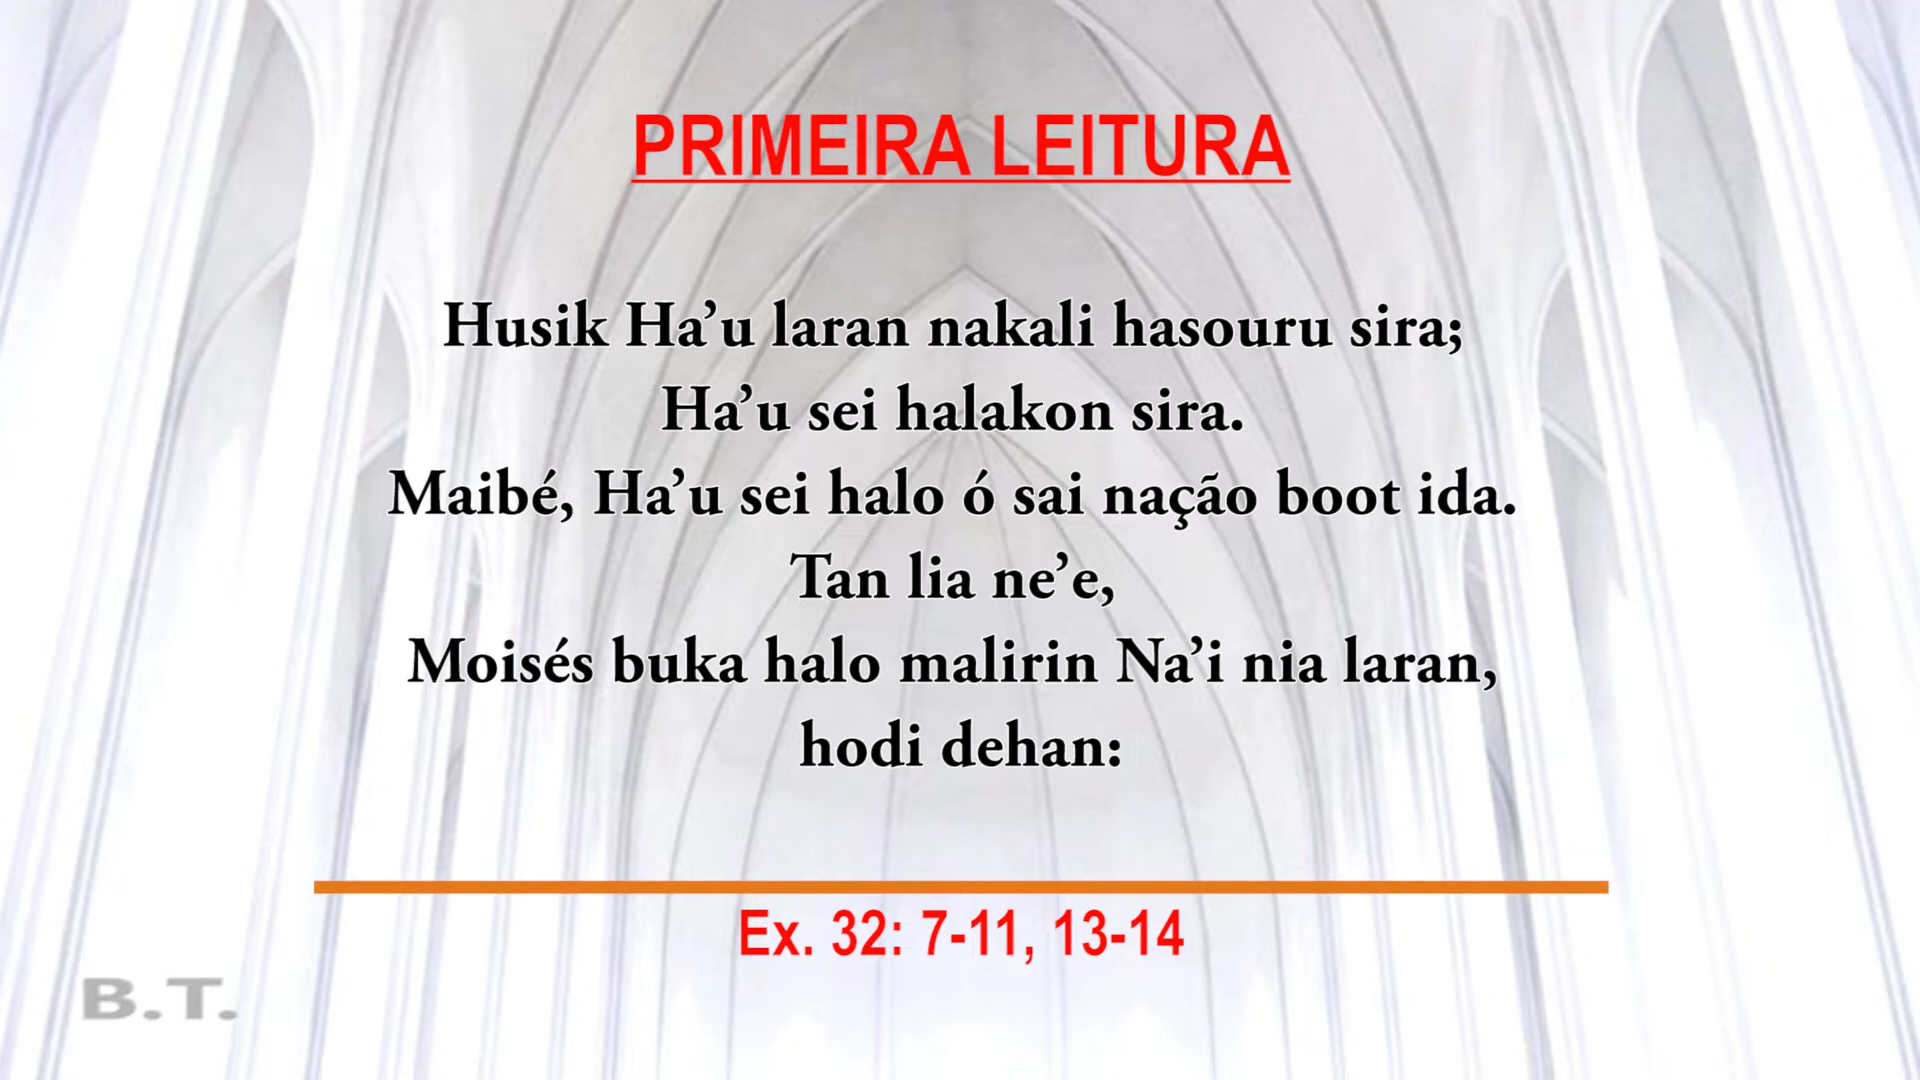 PRIMEIRA LEITURA
Husik Ha’u laran nakali hasouru sira;
Ha’u sei halakon sira.
Maibé, Ha’u sei halo ó sai nação boot ida.
Tan lia ne’e,
Moisés buka halo malirin Na’i nia laran,
hodi dehan:
Ex. 32: 7-11, 13-14
B.T.